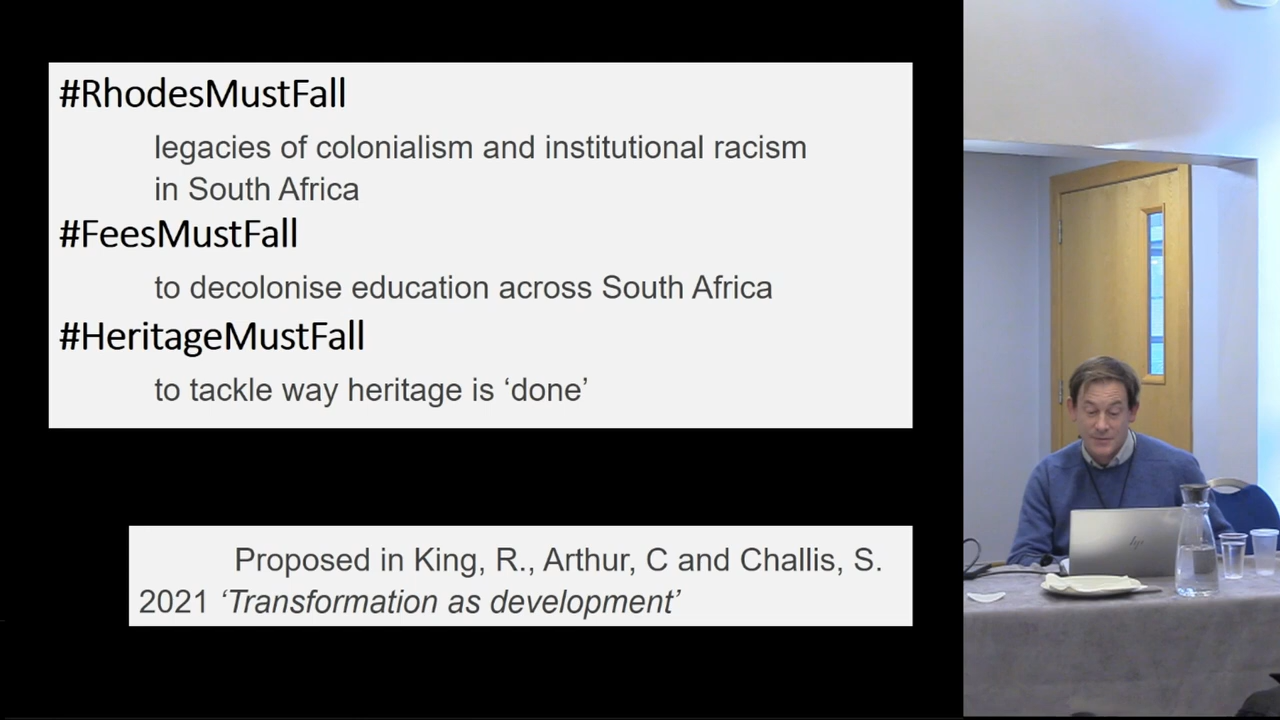 #RhodesMustFall
legacies of colonialism and institutional racism
in South Africa
#FeesMustFall
to decolonise education across South Africa
#HeritageMustFall
to tackle way heritage is ‘done’
Proposed in King, R., Arthur, C and Challis, S.
2021 ‘Transformation as development’
hp